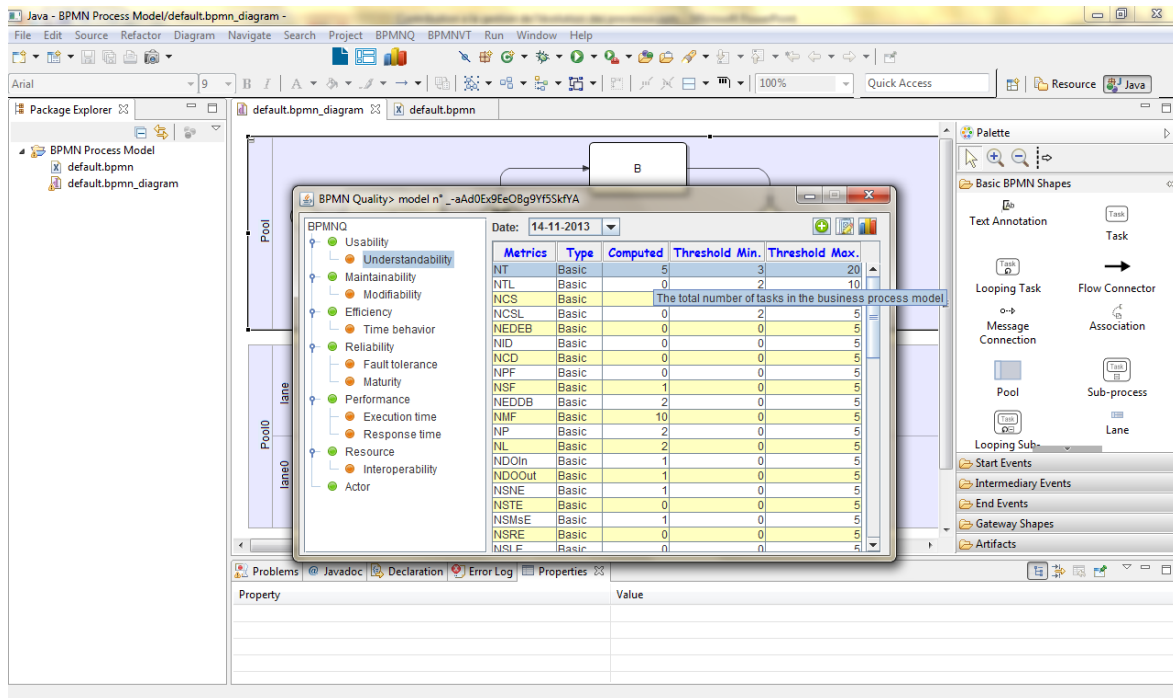 Java - BPMN Process Model/default.bpmn_diagram -
File Edit Source Refactor Diagram Navigate Search Project BPMNQ BPMNVT Run Window Help
Arial 9 B I A 100% Quick Access Resource Java
Package Explorer
BPMN Process Model
default.bpmn
default.bpmn_diagram
default.bpmn_diagram default.bpmn
B
Pool
Pool0
lane
lane0
BPMN Quality> model n° _-aAd0Ex9EeOBg9Yf5SkfYA
BPMNQ
Usability
Understandability
Maintainability
Modifiability
Efficiency
Time behavior
Reliability
Fault tolerance
Maturity
Performance
Execution time
Response time
Resource
Interoperability
Actor
Date: 14-11-2013
Metrics Type Computed Threshold Min. Threshold Max.
NT Basic 5 3 20
NTL Basic 0 2 10
NCS Basic
The total number of tasks in the business process model
NCSL Basic 0 2 5
NEDEB Basic 0 0 5
NID Basic 0 0 5
NCD Basic 0 0 5
NPF Basic 0 0 5
NSF Basic 1 0 5
NEDDB Basic 2 0 5
NMF Basic 10 0 5
NP Basic 2 0 5
NL Basic 2 0 5
NDOIn Basic 1 0 5
NDOOut Basic 1 0 5
NSNE Basic 1 0 5
NSTE Basic 0 0 5
NSMsE Basic 1 0 5
NSRE Basic 0 0 5
NSLE Basic 0 0 5
Palette
Basic BPMN Shapes
Text Annotation
Task
Task
Looping Task
Flow Connector
Message Connection
Association
Pool
Task
Sub-process
Task
Looping Sub-
Lane
Start Events
Intermediary Events
End Events
Gateway Shapes
Artifacts
Problems @ Javadoc Declaration Error Log Properties
Property Value